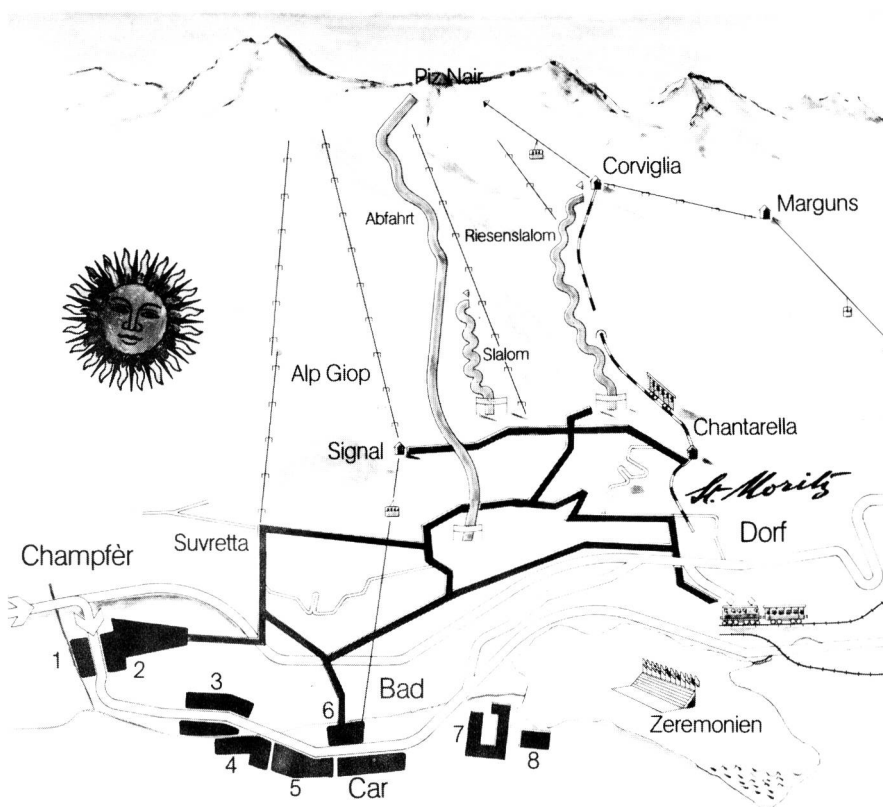 Piz Nair
Corviglia
Marguns
Abfahrt
Riesenslalom
Slalom
Alp Giop
Signal
Chantarella
St. Moritz
Dorf
Suvretta
Champfèr
1
2
3
4
5
6
Bad
Car
7
8
Zeremonien